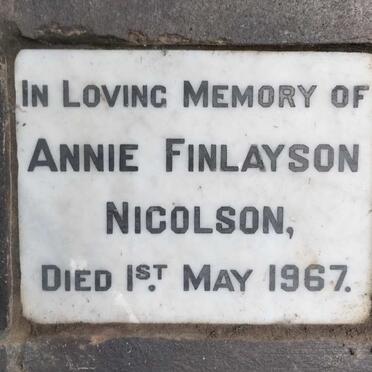 In Loving Memory of
Annie Finlayson
Nicolson,
Died 1st. May 1967.